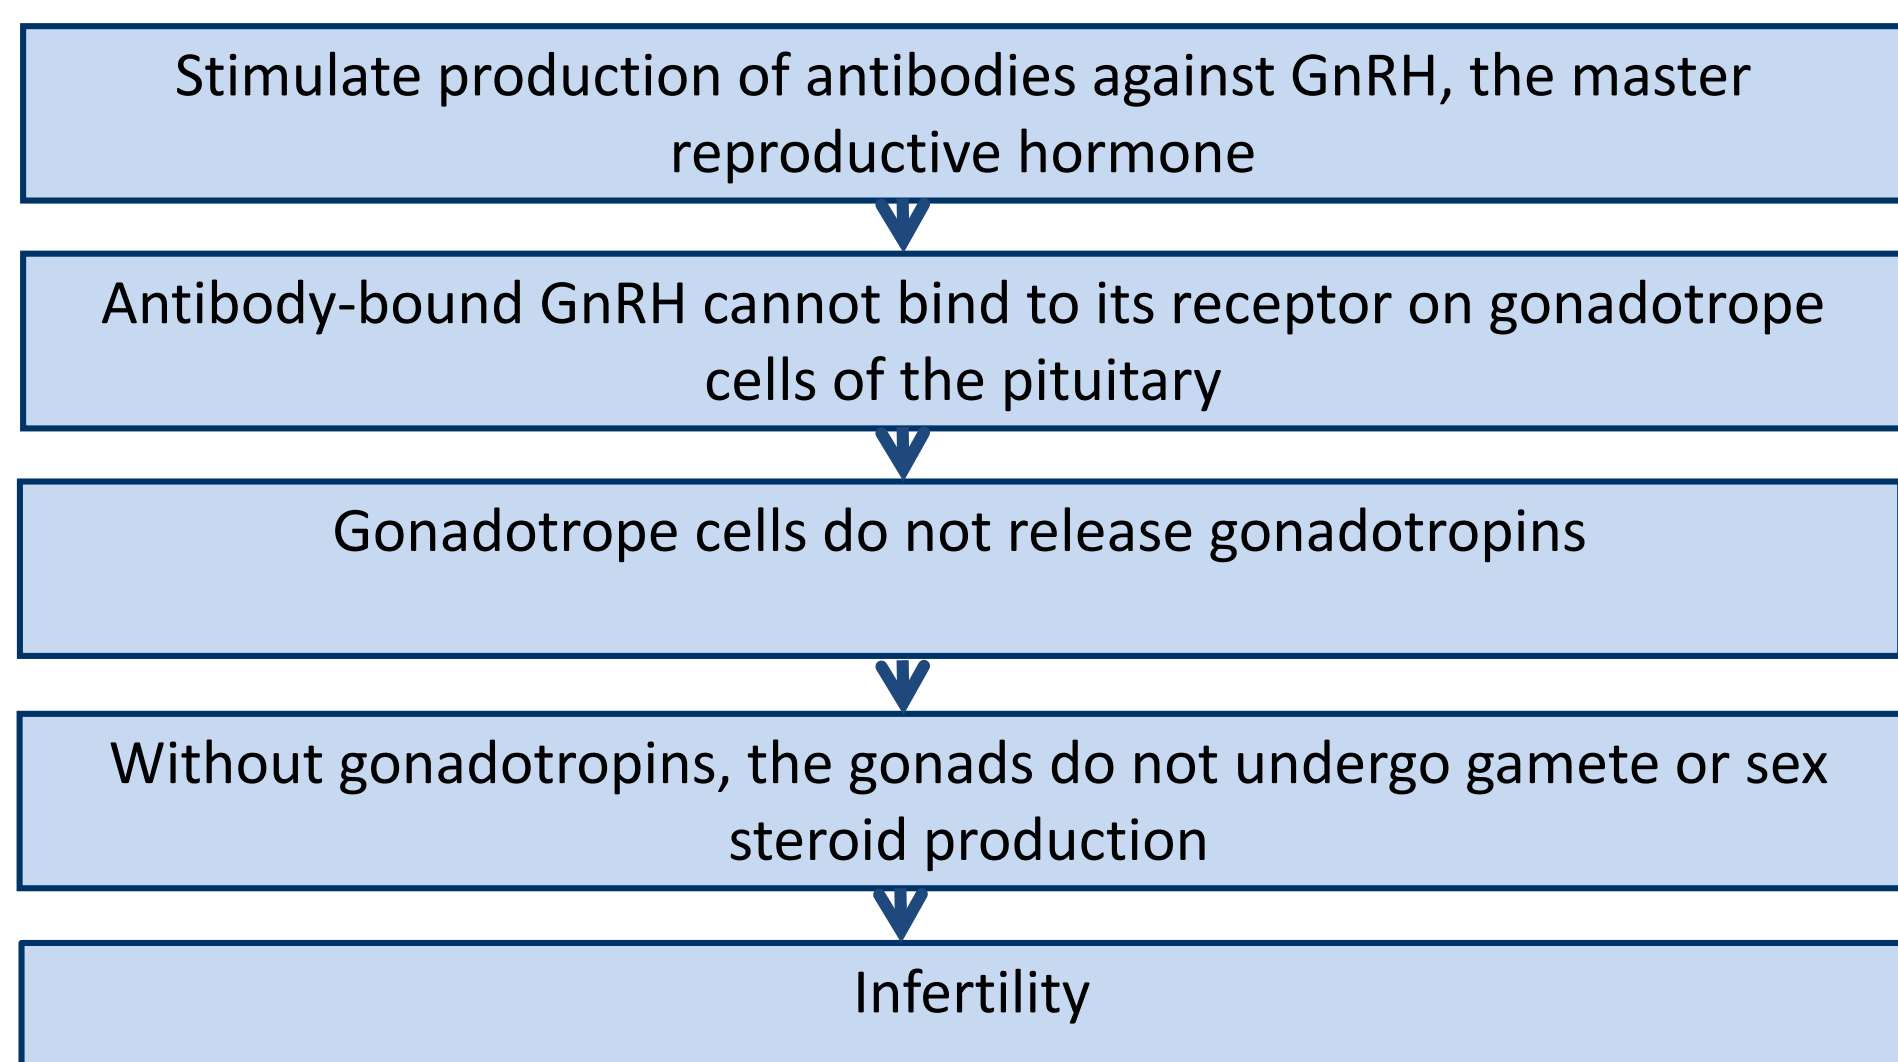 Stimulate production of antibodies against GnRH, the master
reproductive hormone
Antibody-bound GnRH cannot bind to its receptor on gonadotrope
cells of the pituitary
Gonadotrope cells do not release gonadotropins
Without gonadotropins, the gonads do not undergo gamete or sex
steroid production
Infertility